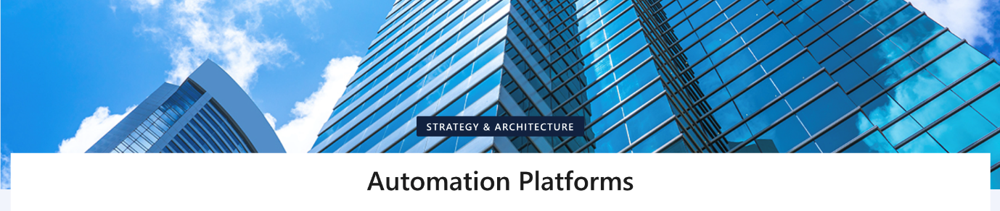 STRATEGY & ARCHITECTURE
Automation Platforms